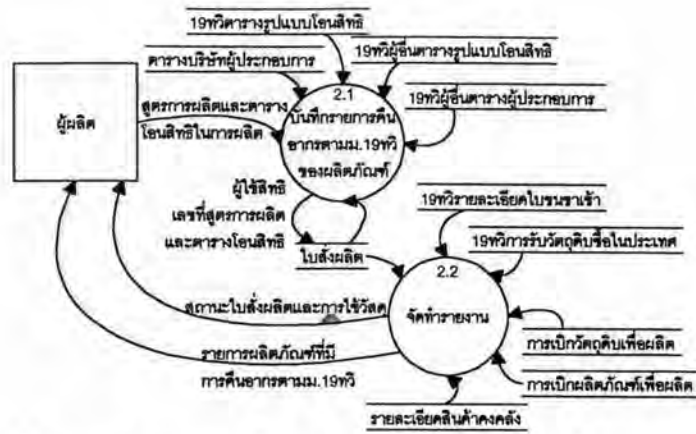 19ทวิตารางรูปแบบโอนสิทธิ
19ทวิผู้อื่นตารางรูปแบบโอนสิทธิ
ตารางบริษัทผู้ประกอบการ
2.1
บันทึกรายการคืน
อากรตามม.19ทวิ
ของผลิตภัณฑ์
19ทวิผู้อื่นตารางผู้ประกอบการ
ผู้ผลิต
สูตรการผลิตและตาราง
โอนสิทธิในการผลิต
ผู้ใช้สิทธิ
เลขที่สูตรการผลิต
และตารางโอนสิทธิ
ใบสั่งผลิต
19ทวิรายละเอียดใบขนขาเข้า
19ทวิการรับวัตถุดิบซื้อในประเทศ
2.2
จัดทำรายงาน
สถานะใบสั่งผลิตและการใช้วัสดุ
การเบิกวัตถุดิบเพื่อผลิต
รายการผลิตภัณฑ์ที่มี
การคืนอากรตามม.19ทวิ
การเบิกผลิตภัณฑ์เพื่อผลิต
รายละเอียดสินค้าคงคลัง